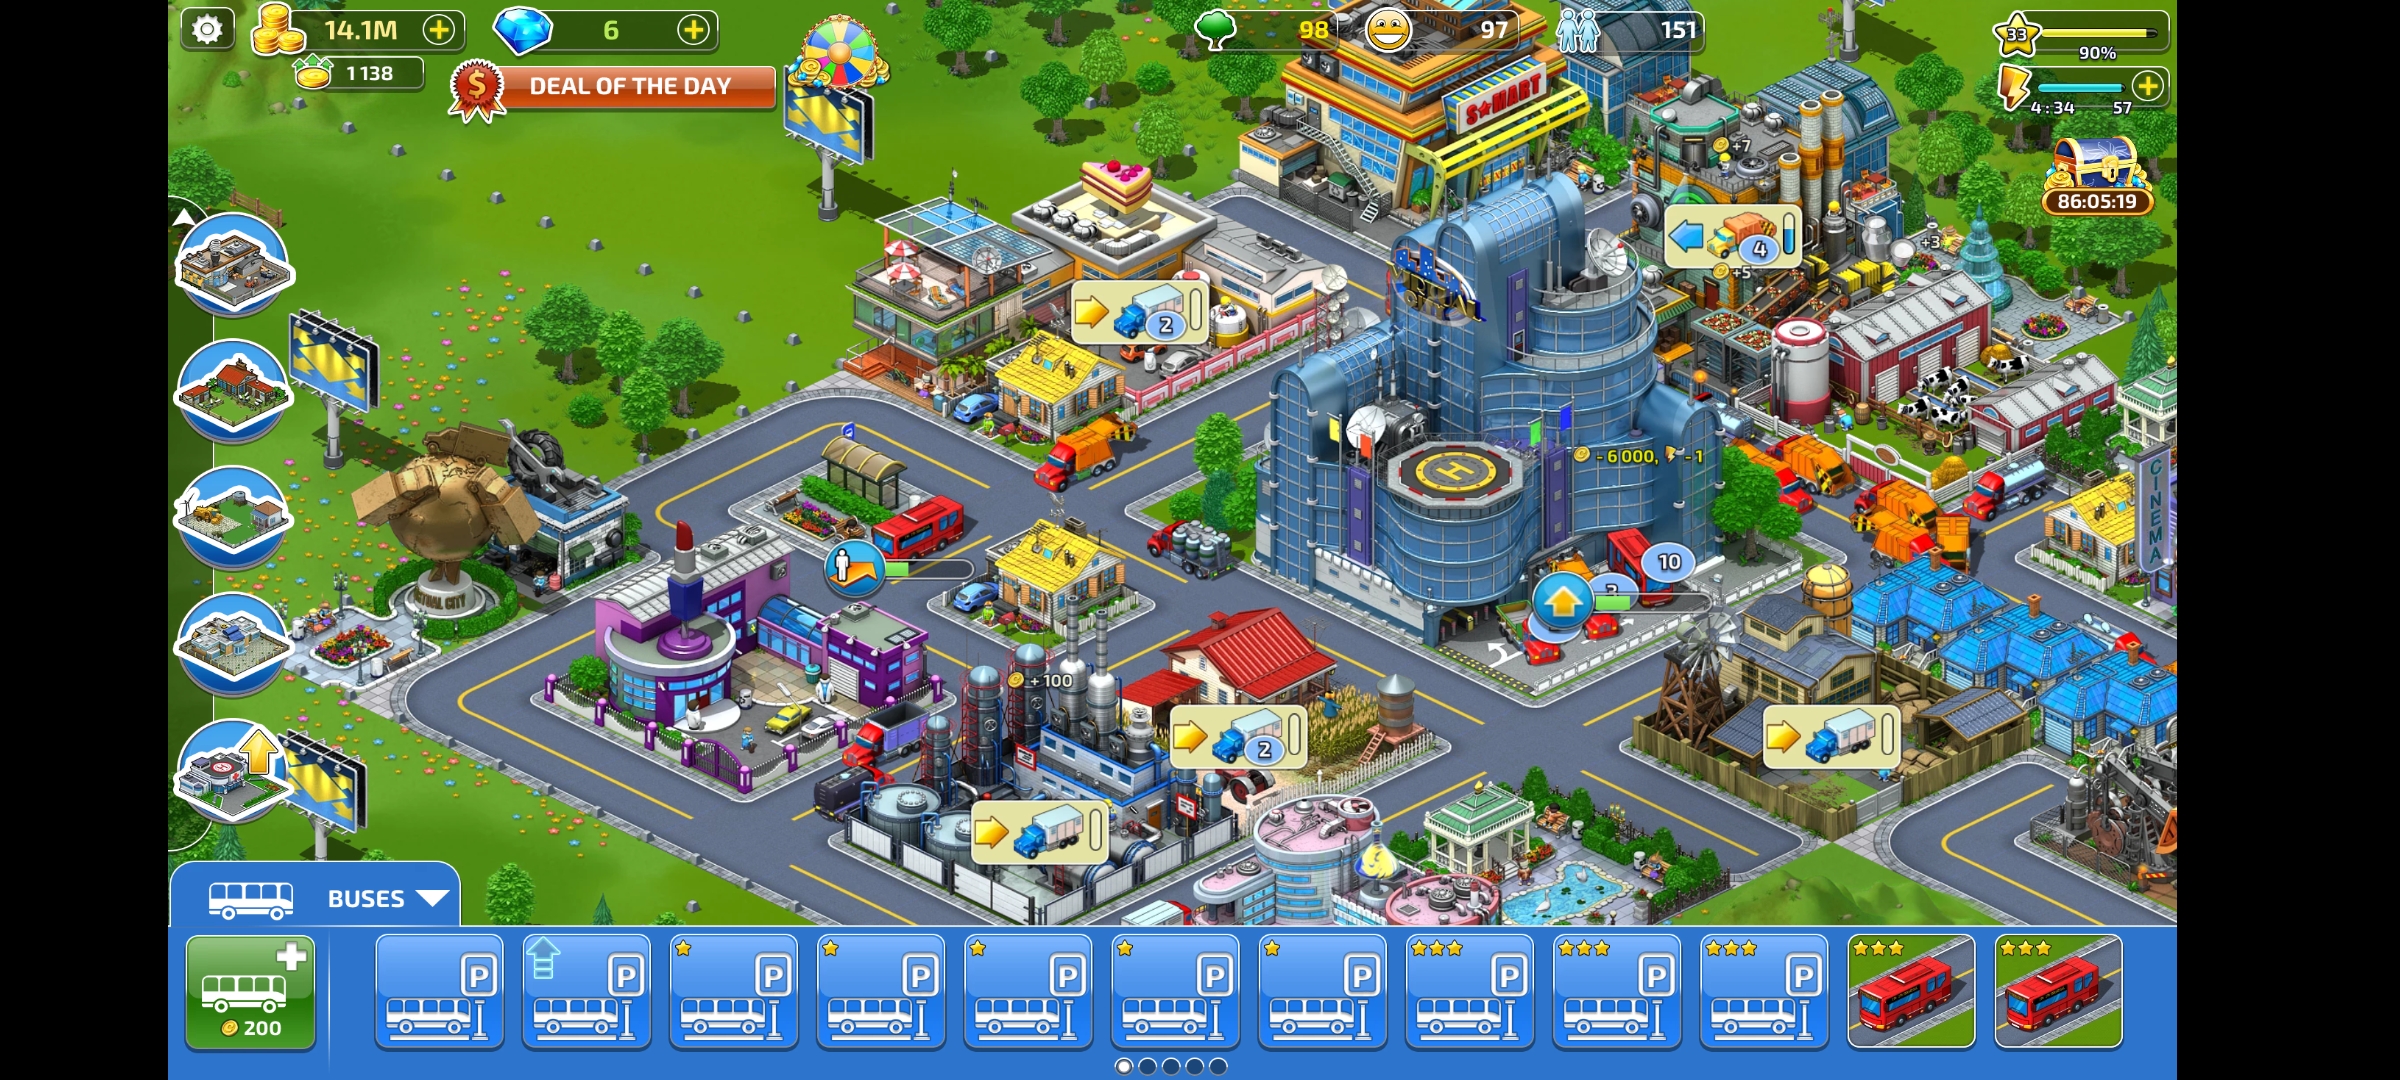 14.1M
6
98
97
151
33
90%
1138
DEAL OF THE DAY
4:34
57
S★MART
+7
86:05:19
4
+3
+5
2
-6 000, -1
CINEMA
10
3
+100
2
BUSES
200
P
P
P
P
P
P
P
P
P
P